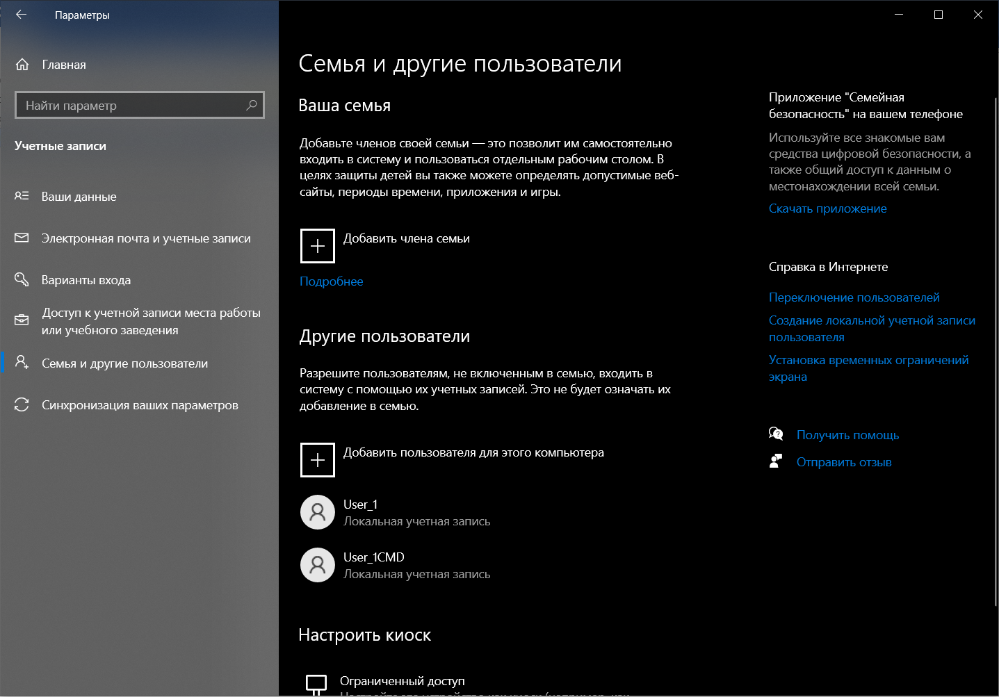 Параметры
Главная
Найти параметр
Учетные записи
Ваши данные
Электронная почта и учетные записи
Варианты входа
Доступ к учетной записи места работы
или учебного заведения
Семья и другие пользователи
Синхронизация ваших параметров
Семья и другие пользователи
Ваша семья
Добавьте членов своей семьи — это позволит им самостоятельно
входить в систему и пользоваться отдельным рабочим столом. В
целях защиты детей вы также можете определять допустимые веб-
сайты, периоды времени, приложения и игры.
Добавить члена семьи
Подробнее
Другие пользователи
Разрешите пользователям, не включенным в семью, входить в
систему с помощью их учетных записей. Это не будет означать их
добавление в семью.
Добавить пользователя для этого компьютера
User_1
Локальная учетная запись
User_1CMD
Локальная учетная запись
Настроить киоск
Ограниченный доступ
Настройте это устройство как киоск (например, как
Приложение "Семейная
безопасность" на вашем телефоне
Используйте все знакомые вам
средства цифровой безопасности, а
также общий доступ к данным о
местонахождении всей семьи.
Скачать приложение
Справка в Интернете
Переключение пользователей
Создание локальной учетной записи
пользователя
Установка временных ограничений
экрана
Получить помощь
Отправить отзыв